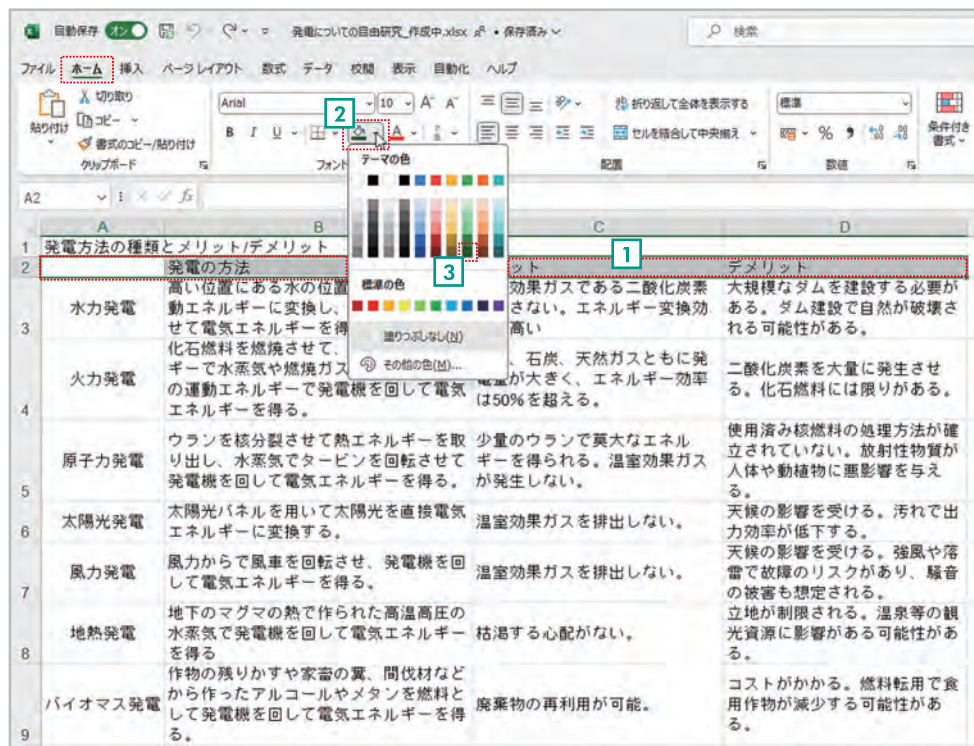 自動保存 オン 発電についての自由研究_作成中.xlsx • 保存済み 検索
ファイル ホーム 挿入 ページ レイアウト 数式 データ 校閲 表示 自動化 ヘルプ
貼り付け
切り取り
コピー
書式のコピー/貼り付け
クリップボード
Arial 10 A A
B I U A
フォント
折り返して全体を表示する
セルを結合して中央揃え
配置
標準
% 9
数値
条件付き
書式
2
A2 fx
テーマの色
3
標準の色
塗りつぶしなし(N)
その他の色(M)...
A B C D
1 発電方法の種類とメリット/デメリット
1
2 発電の方法 ット デメリット
3 水力発電
高い位置にある水の位置
動エネルギーに変換し、
せて電気エネルギーを得
効果ガスである二酸化炭素
さない。エネルギー変換効
高い
大規模なダムを建設する必要が
ある。ダム建設で自然が破壊さ
れる可能性がある。
4 火力発電
化石燃料を燃焼させて、
ギーで水蒸気や燃焼ガス
の運動エネルギーで発電機を回して電気
エネルギーを得る。
、石炭、天然ガスともに発
電量が大きく、エネルギー効率
は50%を超える。
二酸化炭素を大量に発生させ
る。化石燃料には限りがある。
5 原子力発電
ウランを核分裂させて熱エネルギーを取
り出し、水蒸気でタービンを回転させて
発電機を回して電気エネルギーを得る。
少量のウランで莫大なエネル
ギーを得られる。温室効果ガス
が発生しない。
使用済み核燃料の処理方法が確
立されていない。放射性物質が
人体や動植物に悪影響を与え
る。
6 太陽光発電
太陽光パネルを用いて太陽光を直接電気
エネルギーに変換する。
温室効果ガスを排出しない。
天候の影響を受ける。汚れで出
力効率が低下する。
7 風力発電
風力からで風車を回転させ、発電機を回
して電気エネルギーを得る。
温室効果ガスを排出しない。
天候の影響を受ける。強風や落
雷で故障のリスクがあり、騒音
の被害も想定される。
8 地熱発電
地下のマグマの熱で作られた高温高圧の
水蒸気で発電機を回して電気エネルギー
を得る
枯渇する心配がない。
立地が制限される。温泉等の観
光資源に影響がある可能性があ
る。
9 バイオマス発電
作物の残りかすや家畜の糞、間伐材など
から作ったアルコールやメタンを燃料と
して発電機を回して電気エネルギーを得
る。
廃棄物の再利用が可能。
コストがかかる。燃料転用で食
用作物が減少する可能性があ
る。